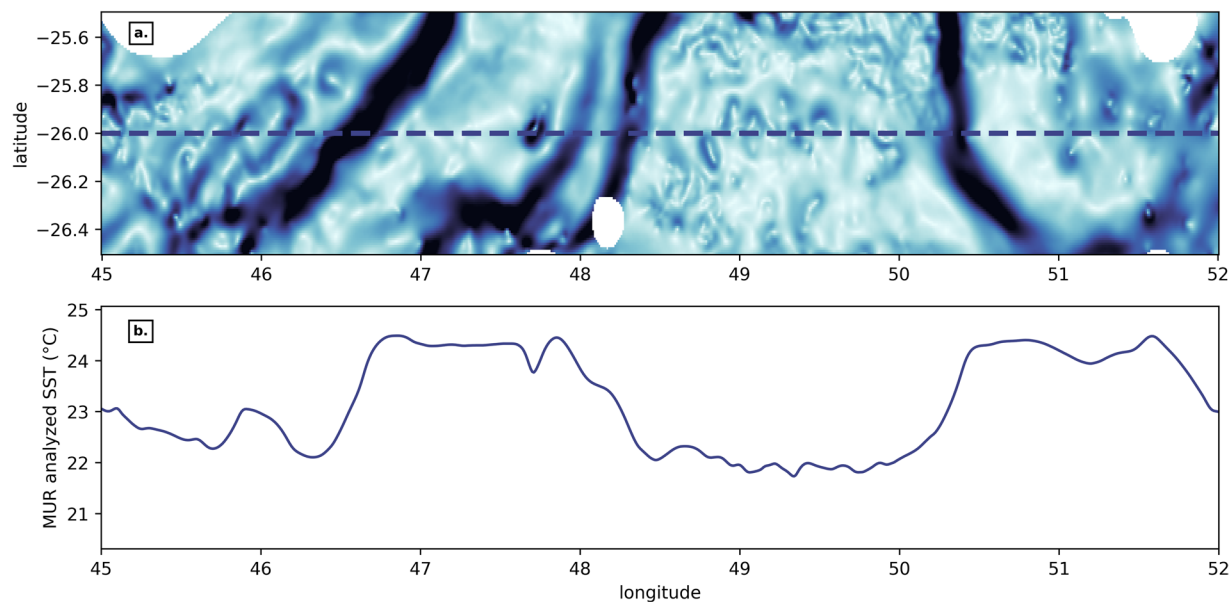 a.
latitude
−25.6
−25.8
−26.0
−26.2
−26.4
45 46 47 48 49 50 51 52
b.
MUR analyzed SST (°C)
25
24
23
22
21
45 46 47 48 49 50 51 52
longitude